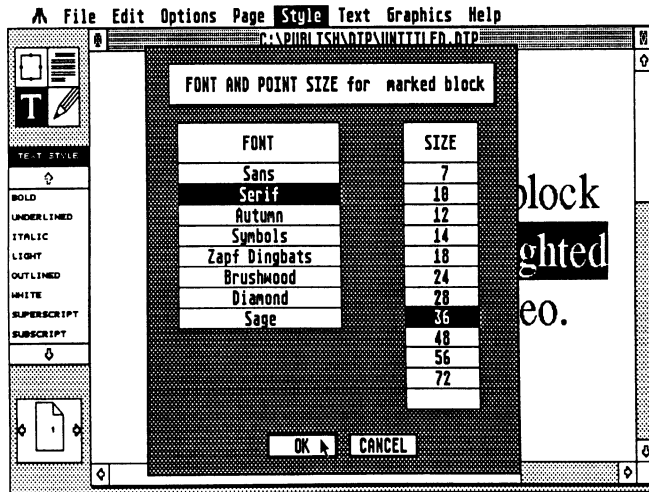 File Edit Options Page Style Text Graphics Help
C:\PUBLISH\DTP\UNTITLED.DTP
FONT AND POINT SIZE for marked block
T
TEXT STYLE
BOLD
UNDERLINED
ITALIC
LIGHT
OUTLINED
WHITE
SUPERSCRIPT
SUBSCRIPT
1
FONT
Sans
Serif
Autumn
Symbols
Zapf Dingbats
Brushwood
Diamond
Sage
SIZE
7
10
12
14
18
24
28
36
48
56
72
block
ghted
eo.
OK
CANCEL